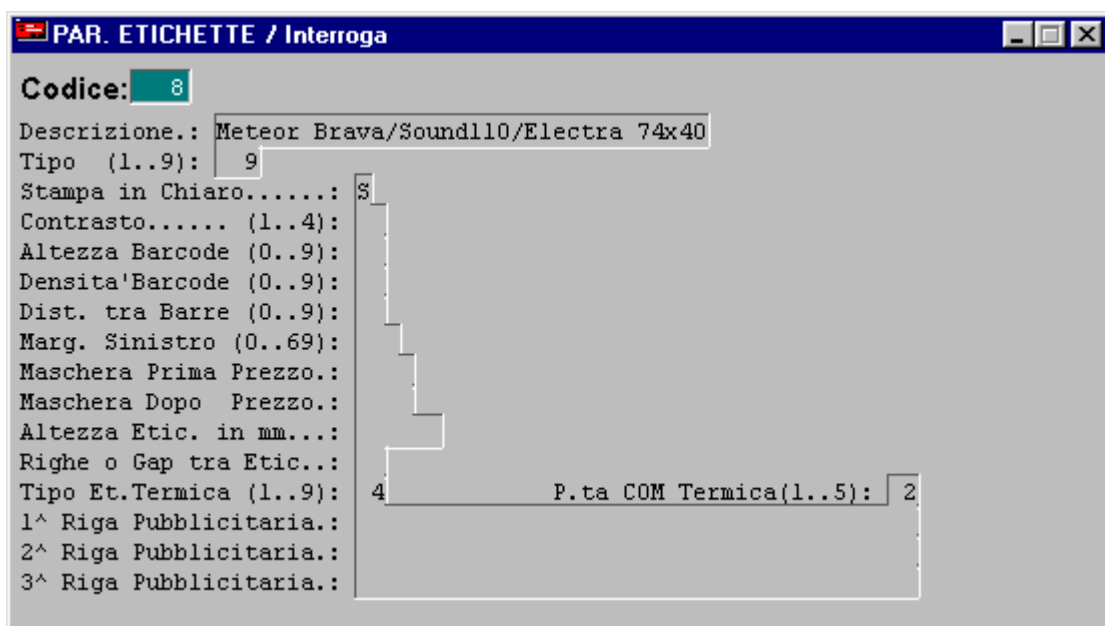 PAR. ETICHETTE / Interroga
Codice: 8
Descrizione.: Meteor Brava/Sound110/Electra 74x40
Tipo (1..9): 9
Stampa in Chiaro......: S
Contrasto...... (1..4):
Altezza Barcode (0..9):
Densita'Barcode (0..9):
Dist. tra Barre (0..9):
Marg. Sinistro (0..69):
Maschera Prima Prezzo.:
Maschera Dopo Prezzo.:
Altezza Etic. in mm...:
Righe o Gap tra Etic..:
Tipo Et.Termica (1..9): 4 P.ta COM Termica(1..5): 2
1^ Riga Pubblicitaria.:
2^ Riga Pubblicitaria.:
3^ Riga Pubblicitaria.: